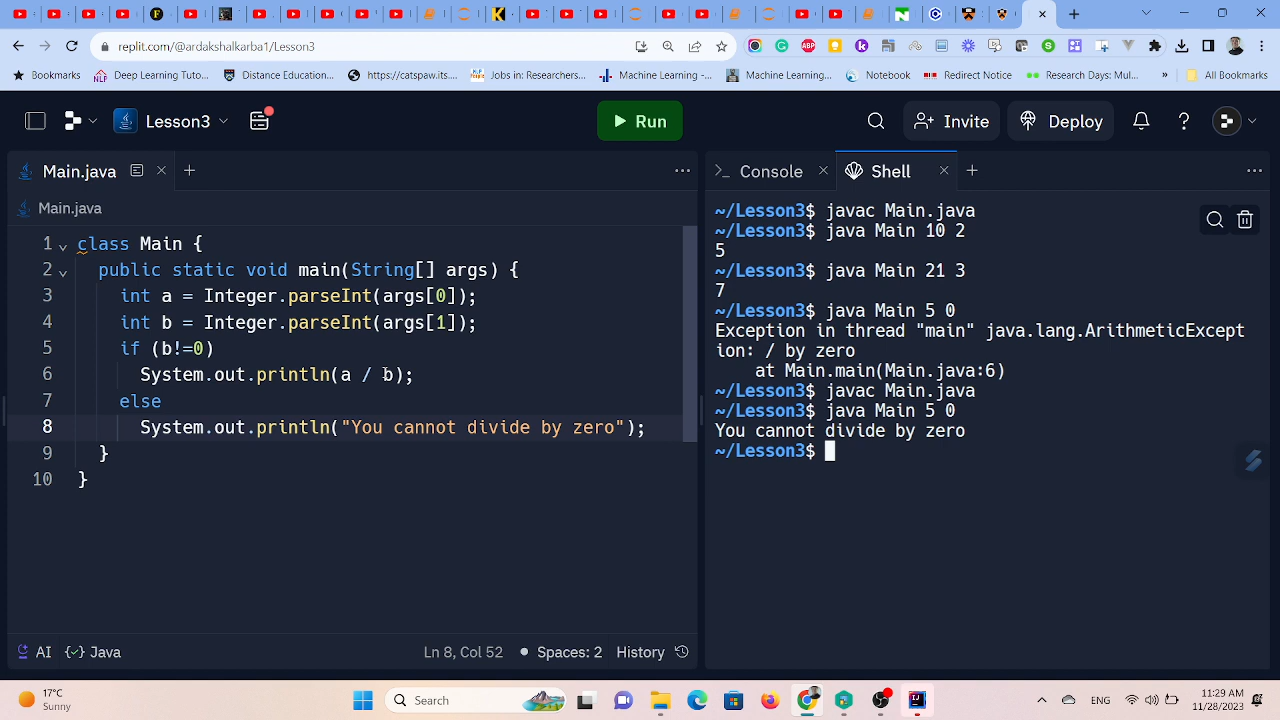 replit.com/@aidakshalkariba1/Lesson3
Bookmarks
Deep Learning Tuto...
Distance Education...
https://catspaw.its....
Jobs in Researchers...
Machine Learning -...
Machine Learning....
Notebook
Redirect Notice
Research Days: Mul...
»
All Bookmarks
Lesson3
Run
Invite
Deploy
Main.java
Main.java
1 class Main {
2 public static void main(String[] args) {
3 int a = Integer.parseInt(args[0]);
4 int b = Integer.parseInt(args[1]);
5 if (b!=0)
6 System.out.println(a / b);
7 else
8 System.out.println("You cannot divide by zero");
9 }
10 }
AI
Java
Ln 8, Col 52
Spaces: 2
History
Console
Shell
~/Lesson3$ javac Main.java
~/Lesson3$ java Main 10 2
5
~/Lesson3$ java Main 21 3
7
~/Lesson3$ java Main 5 0
Exception in thread "main" java.lang.ArithmeticExcept
ion: / by zero
at Main.main(Main.java:6)
~/Lesson3$ javac Main.java
~/Lesson3$ java Main 5 0
You cannot divide by zero
~/Lesson3$
17°C
Sunny
Search
ENG
11:29 AM
11/28/2023